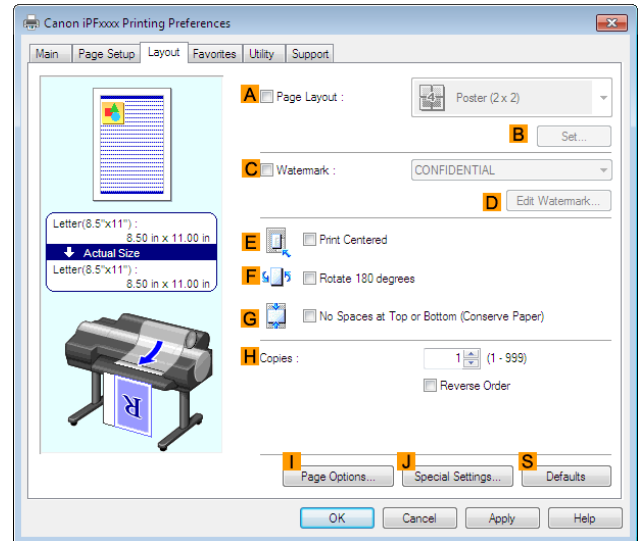 Canon iPFxxxx Printing Preferences
Main Page Setup Layout Favorites Utility Support
A Page Layout : Poster (2 x 2)
B Set...
C Watermark : CONFIDENTIAL
D Edit Watermark...
Letter(8.5"x11") :
8.50 in x 11.00 in
Actual Size
Letter(8.5"x11") :
8.50 in x 11.00 in
R
E Print Centered
F Rotate 180 degrees
G No Spaces at Top or Bottom (Conserve Paper)
H Copies : 1 (1 - 999)
Reverse Order
I Page Options... J Special Settings... S Defaults
OK Cancel Apply Help